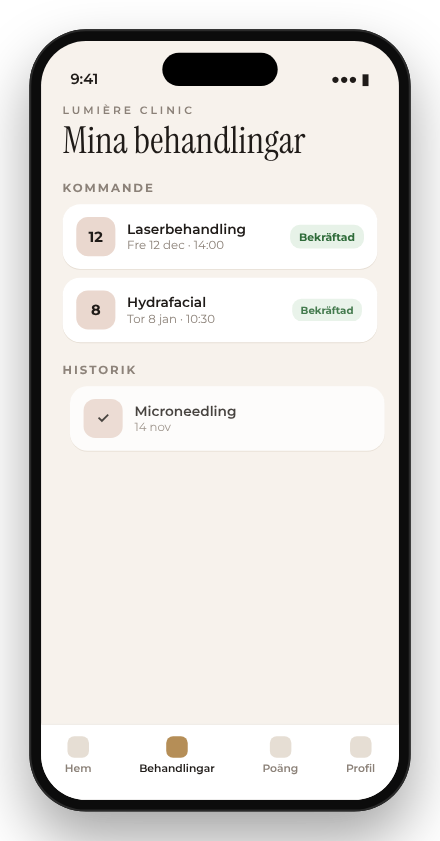 9:41
LUMIÈRE CLINIC
Mina behandlingar
KOMMANDE
12
Laserbehandling
Fre 12 dec · 14:00
Bekräftad
8
Hydrafacial
Tor 8 jan · 10:30
Bekräftad
HISTORIK
Microneedling
14 nov
Hem
Behandlingar
Poäng
Profil